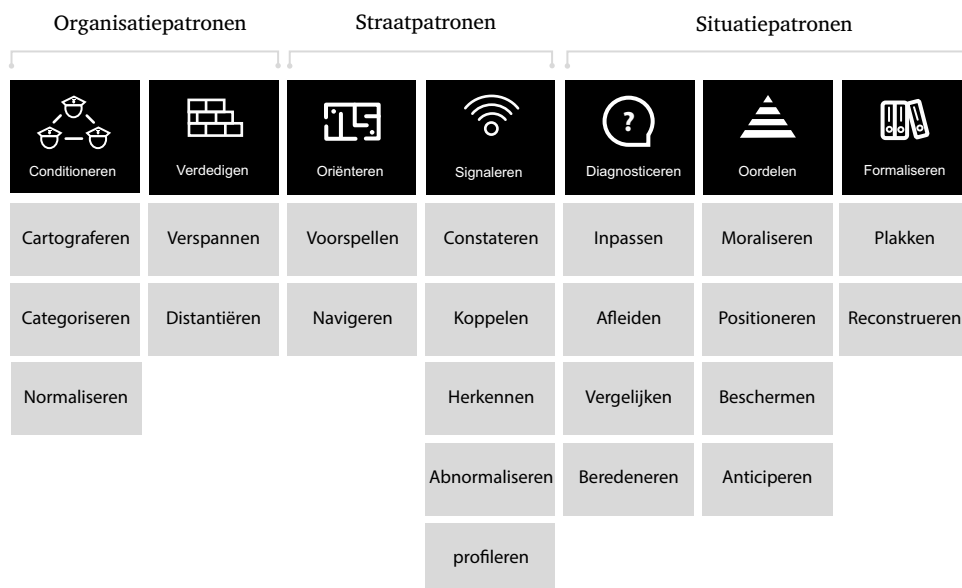 Organisatiepatronen
Straatpatronen
Situatiepatronen
?
Conditioneren
Verdedigen
Oriënteren
Signaleren
Diagnosticeren
Oordelen
Formaliseren
Cartograferen
Verspannen
Voorspellen
Constateren
Inpassen
Moraliseren
Plakken
Categoriseren
Distantiëren
Navigeren
Koppelen
Afleiden
Positioneren
Reconstrueren
Normaliseren
Herkennen
Vergelijken
Beschermen
Abnormaliseren
Beredeneren
Anticiperen
profileren